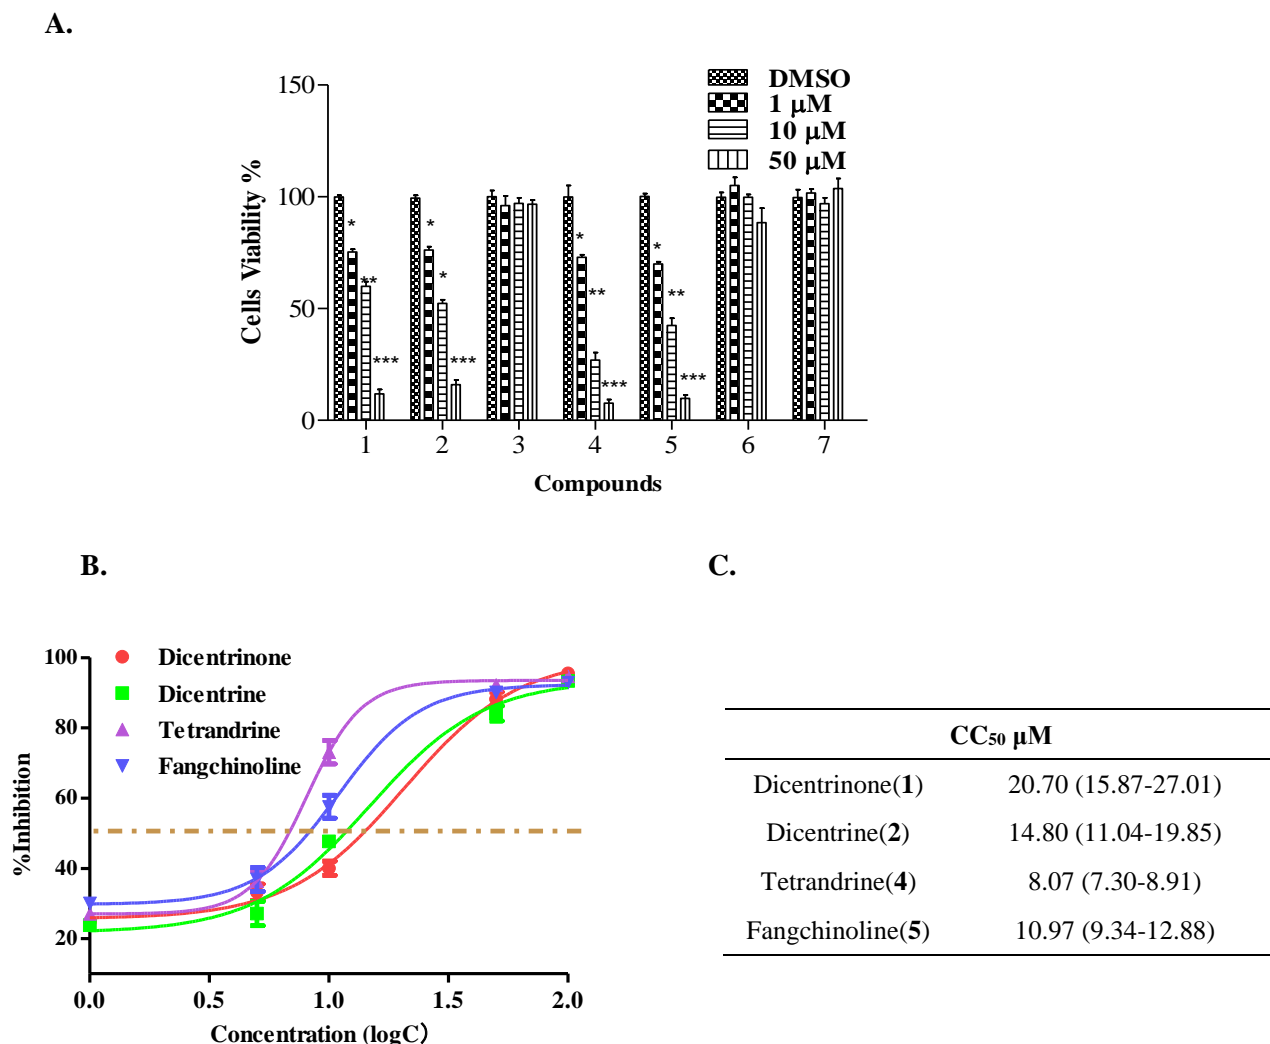 A.
DMSO
1 μM
10 μM
50 μM
Cells Viability %
150
100
50
0
* ** *** * * *** * ** *** * ** ***
1 2 3 4 5 6 7
Compounds
B.
Dicentrinone
Dicentrine
Tetrandrine
Fangchinoline
%Inhibition
100
80
60
40
20
0.0 0.5 1.0 1.5 2.0
Concentration (logC)
C.
CC₅₀ μM
Dicentrinone(1) 20.70 (15.87-27.01)
Dicentrine(2) 14.80 (11.04-19.85)
Tetrandrine(4) 8.07 (7.30-8.91)
Fangchinoline(5) 10.97 (9.34-12.88)